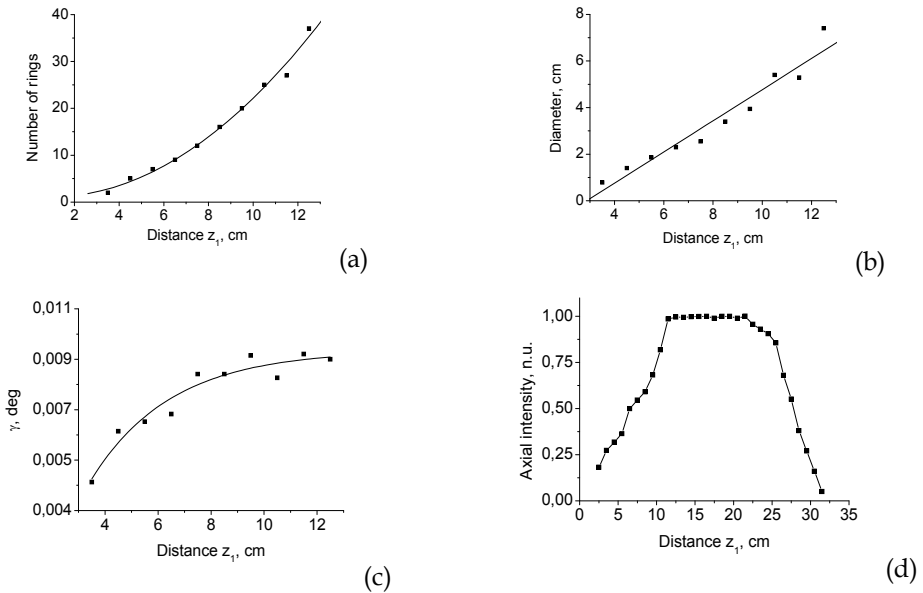 40
30
20
10
0
Number of rings
2 4 6 8 10 12
Distance z₁, cm
(a)
8
6
4
2
0
Diameter, cm
4 6 8 10 12
Distance z₁, cm
(b)
0,011
0,009
0,007
0,005
0,004
γ, deg
4 6 8 10 12
Distance z₁, cm
(c)
1,00
0,75
0,50
0,25
0,00
Axial intensity, n.u.
0 5 10 15 20 25 30 35
Distance z₁, cm
(d)